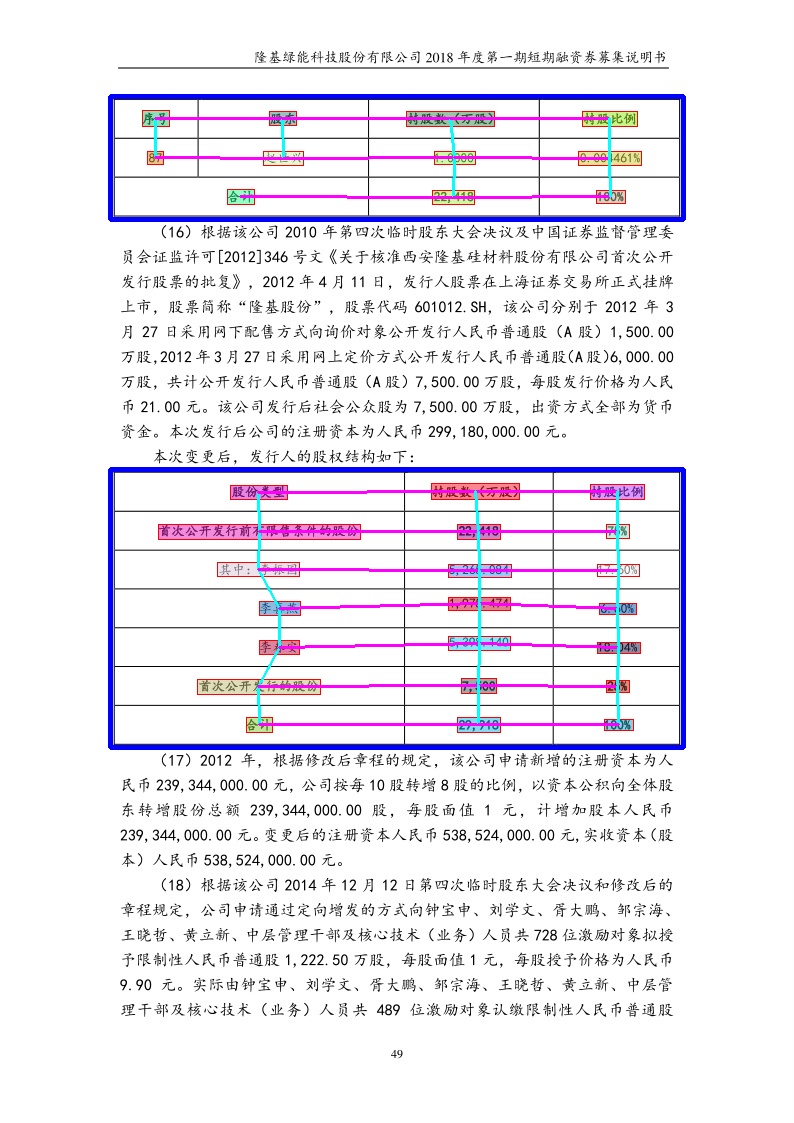 隆基绿能科技股份有限公司 2018 年度第一期短期融资券募集说明书
序号 股东 持股数（万股） 持股比例
87
合计 22,418 100%
（16）根据该公司 2010 年第四次临时股东大会决议及中国证券监督管理委
员会证监许可[2012]346 号文《关于核准西安隆基硅材料股份有限公司首次公开
发行股票的批复》，2012 年 4 月 11 日，发行人股票在上海证券交易所正式挂牌
上市，股票简称“隆基股份”，股票代码 601012.SH，该公司分别于 2012 年 3
月 27 日采用网下配售方式向询价对象公开发行人民币普通股（A 股）1,500.00
万股,2012 年 3 月 27 日采用网上定价方式公开发行人民币普通股(A 股)6,000.00
万股，共计公开发行人民币普通股（A 股）7,500.00 万股，每股发行价格为人民
币 21.00 元。该公司发行后社会公众股为 7,500.00 万股，出资方式全部为货币
资金。本次发行后公司的注册资本为人民币 299,180,000.00 元。
本次变更后，发行人的股权结构如下：
股份类型 持股数（万股） 持股比例
首次公开发行前有限售条件的股份 22,418
其中：李振国 17.60%
李喜燕 6.60%
李春安 18.04%
首次公开发行的股份 7,500
合计 29,918 100%
（17）2012 年，根据修改后章程的规定，该公司申请新增的注册资本为人
民币 239,344,000.00 元，公司按每 10 股转增 8 股的比例，以资本公积向全体股
东转增股份总额 239,344,000.00 股，每股面值 1 元，计增加股本人民币
239,344,000.00 元。变更后的注册资本人民币 538,524,000.00 元,实收资本（股
本）人民币 538,524,000.00 元。
（18）根据该公司 2014 年 12 月 12 日第四次临时股东大会决议和修改后的
章程规定，公司申请通过定向增发的方式向钟宝申、刘学文、胥大鹏、邹宗海、
王晓哲、黄立新、中层管理干部及核心技术（业务）人员共 728 位激励对象拟授
予限制性人民币普通股 1,222.50 万股，每股面值 1 元，每股授予价格为人民币
9.90 元。实际由钟宝申、刘学文、胥大鹏、邹宗海、王晓哲、黄立新、中层管
理干部及核心技术（业务）人员共 489 位激励对象认缴限制性人民币普通股
49